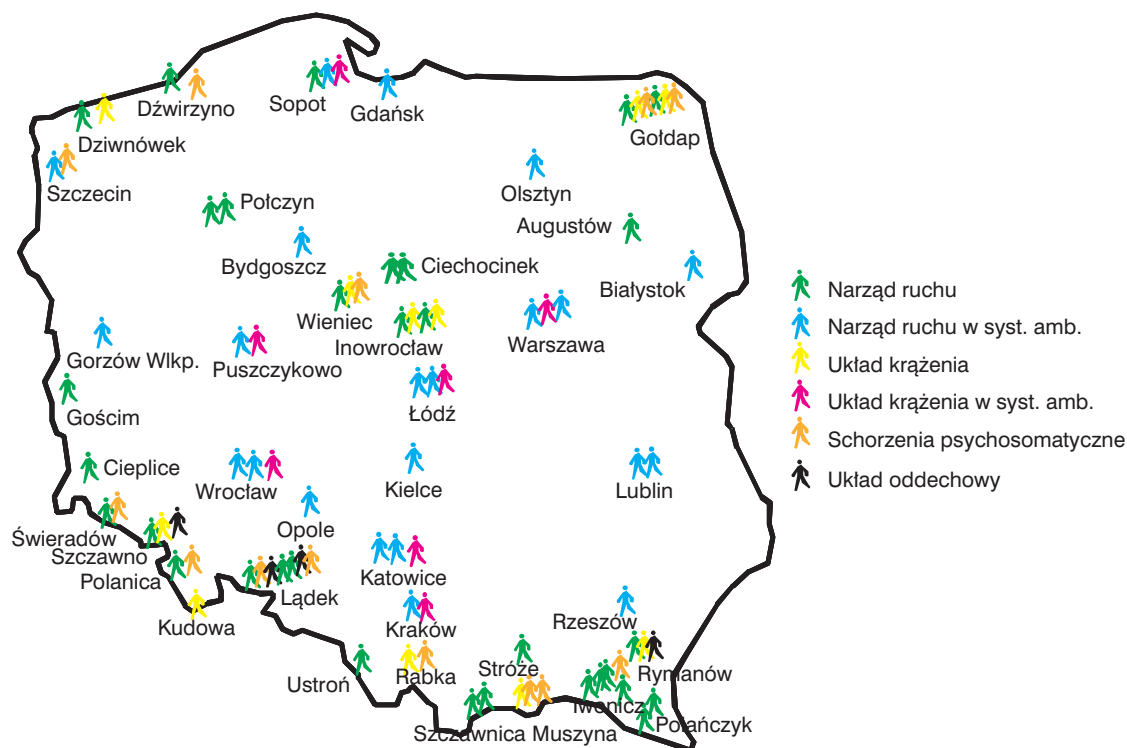 Dźwirzyno
Sopot
Gdańsk
Gołdap
Dziwnówek
Szczecin
Olsztyn
Połczyn
Augustów
Bydgoszcz
Ciechocinek
Białystok
Wieniec
Inowrocław
Warszawa
Gorzów Wlkp.
Puszczykowo
Gościm
Łódź
Cieplice
Wrocław
Kielce
Lublin
Opole
Świeradów
Szczawno
Polanica
Lądek
Katowice
Kudowa
Kraków
Rzeszów
Ustroń
Rabka
Stróże
Rymanów
Iwonicz
Polańczyk
Szczawnica Muszyna
Narząd ruchu
Narząd ruchu w syst. amb.
Układ krążenia
Układ krążenia w syst. amb.
Schorzenia psychosomatyczne
Układ oddechowy